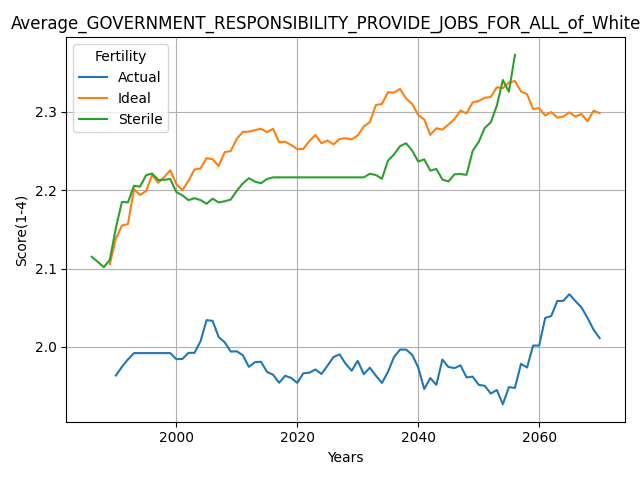 Average_GOVERNMENT_RESPONSIBILITY_PROVIDE_JOBS_FOR_ALL_of_White
Fertility
Actual
Ideal
Sterile
Score(1-4)
2.3
2.2
2.1
2.0
2000
2020
2040
2060
Years